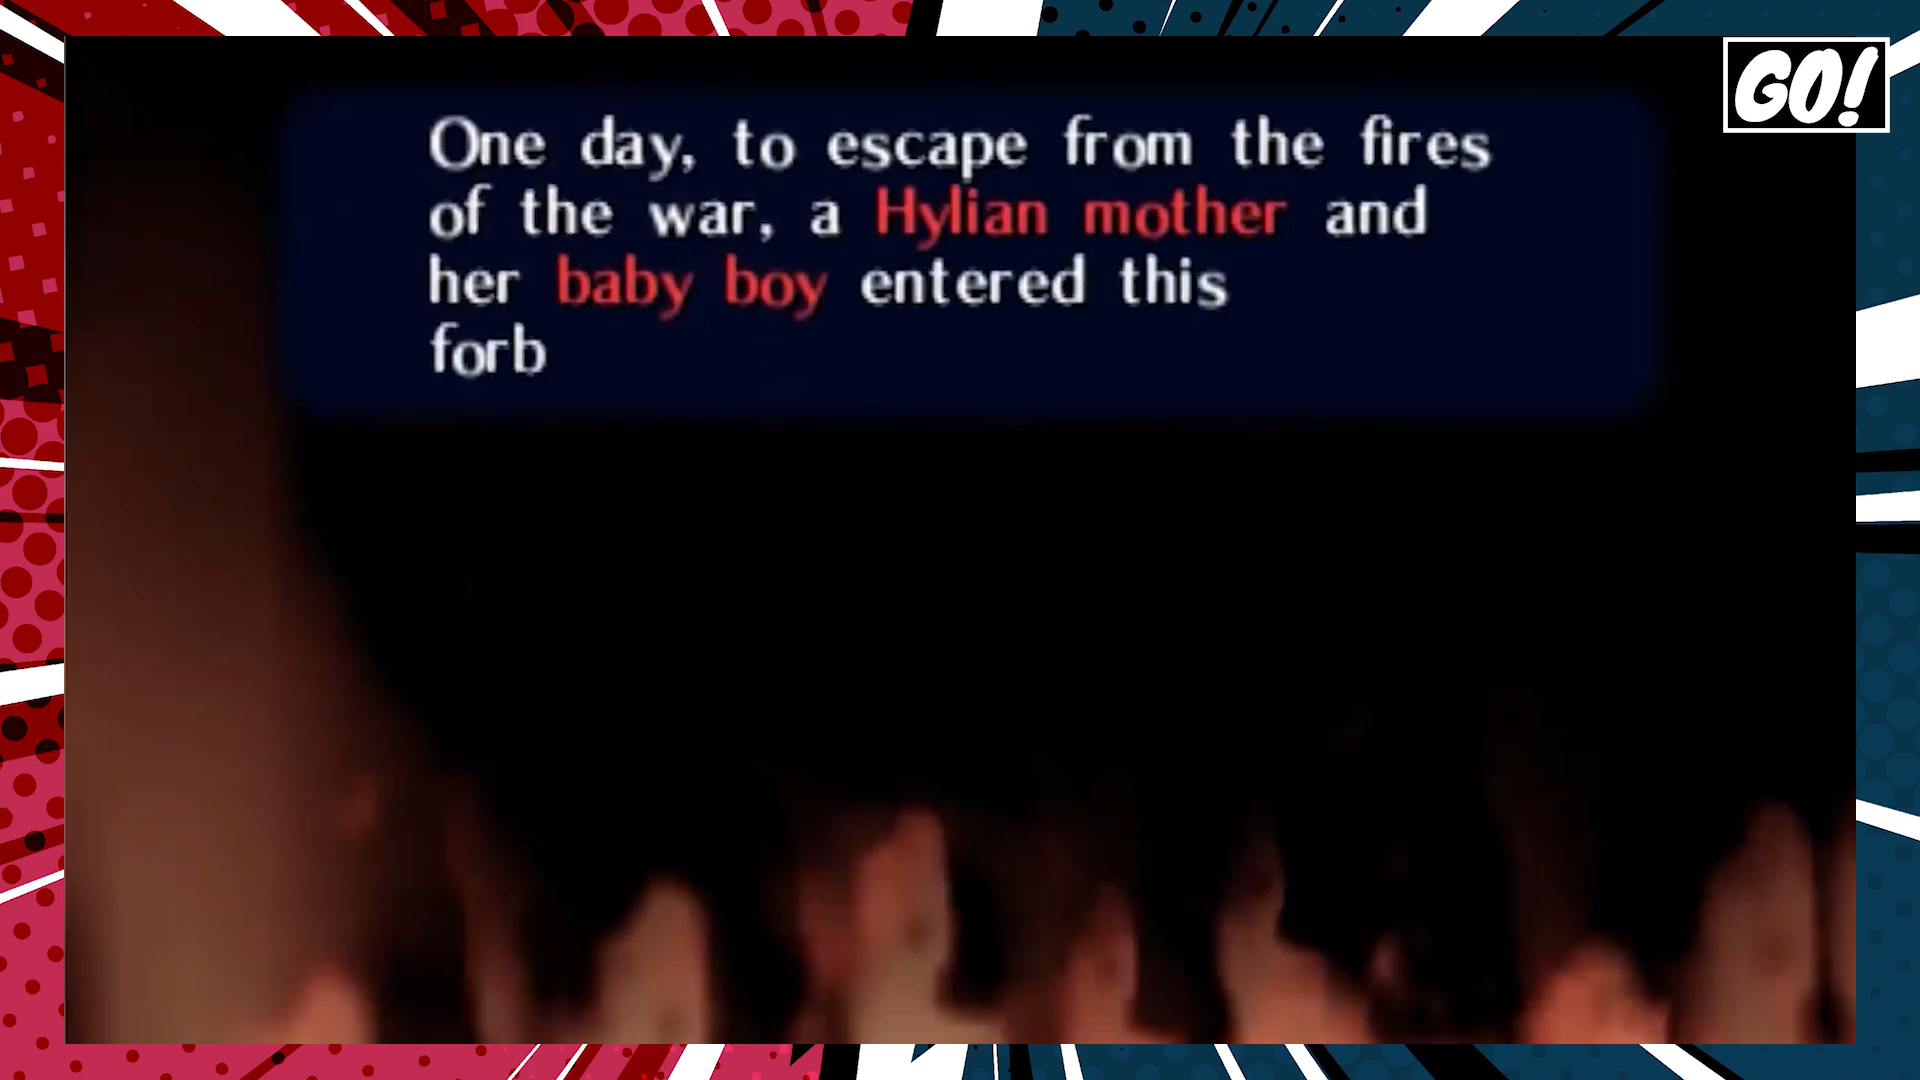 GO!
One day, to escape from the fires
of the war, a Hylian mother and
her baby boy entered this
forb